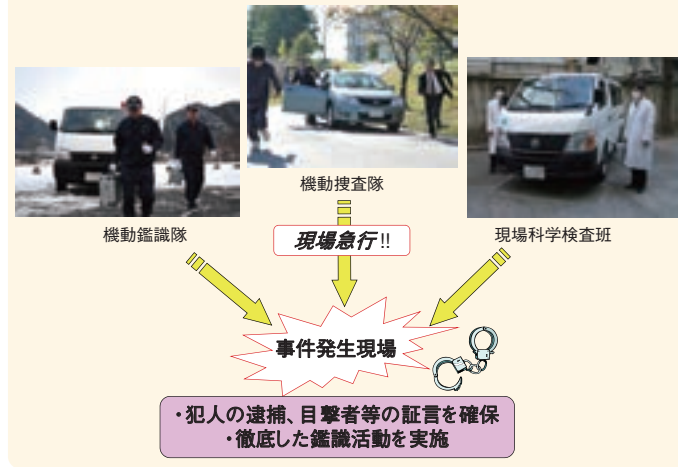 機動捜査隊
機動鑑識隊
現場科学検査班
現場急行!!
事件発生現場
・犯人の逮捕、目撃者等の証言を確保
・徹底した鑑識活動を実施